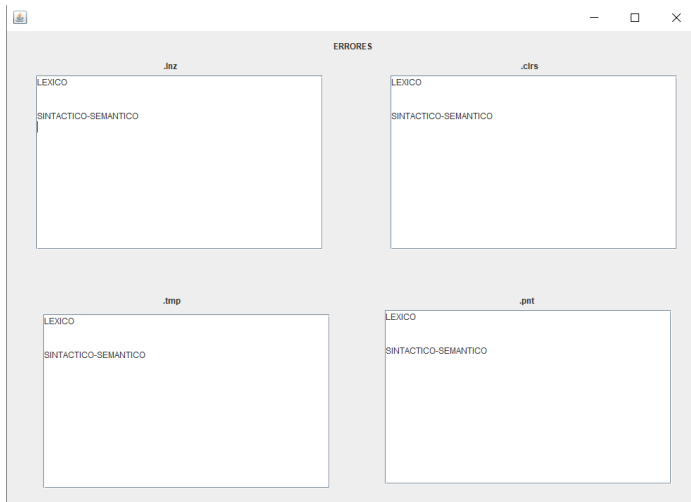 ERRORES
.lnz
LEXICO
SINTACTICO-SEMANTICO
.clrs
LEXICO
SINTACTICO-SEMANTICO
.tmp
LEXICO
SINTACTICO-SEMANTICO
.pnt
LEXICO
SINTACTICO-SEMANTICO